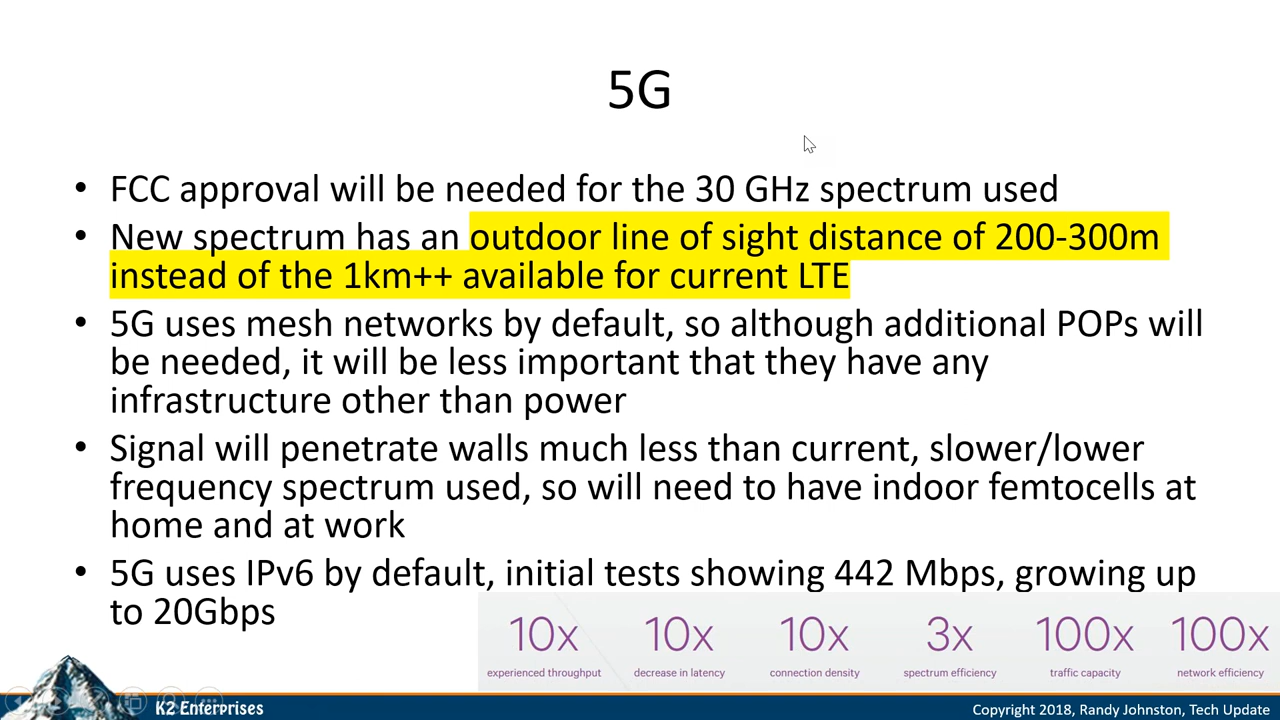 5G
• FCC approval will be needed for the 30 GHz spectrum used
• New spectrum has an outdoor line of sight distance of 200-300m
instead of the 1km++ available for current LTE
• 5G uses mesh networks by default, so although additional POPs will
be needed, it will be less important that they have any
infrastructure other than power
• Signal will penetrate walls much less than current, slower/lower
frequency spectrum used, so will need to have indoor femtocells at
home and at work
• 5G uses IPv6 by default, initial tests showing 442 Mbps, growing up
to 20Gbps
10x 10x 10x 3x 100x 100x
experienced throughput decrease in latency connection density spectrum efficiency traffic capacity network efficiency
K2 Enterprises
Copyright 2018, Randy Johnston, Tech Update